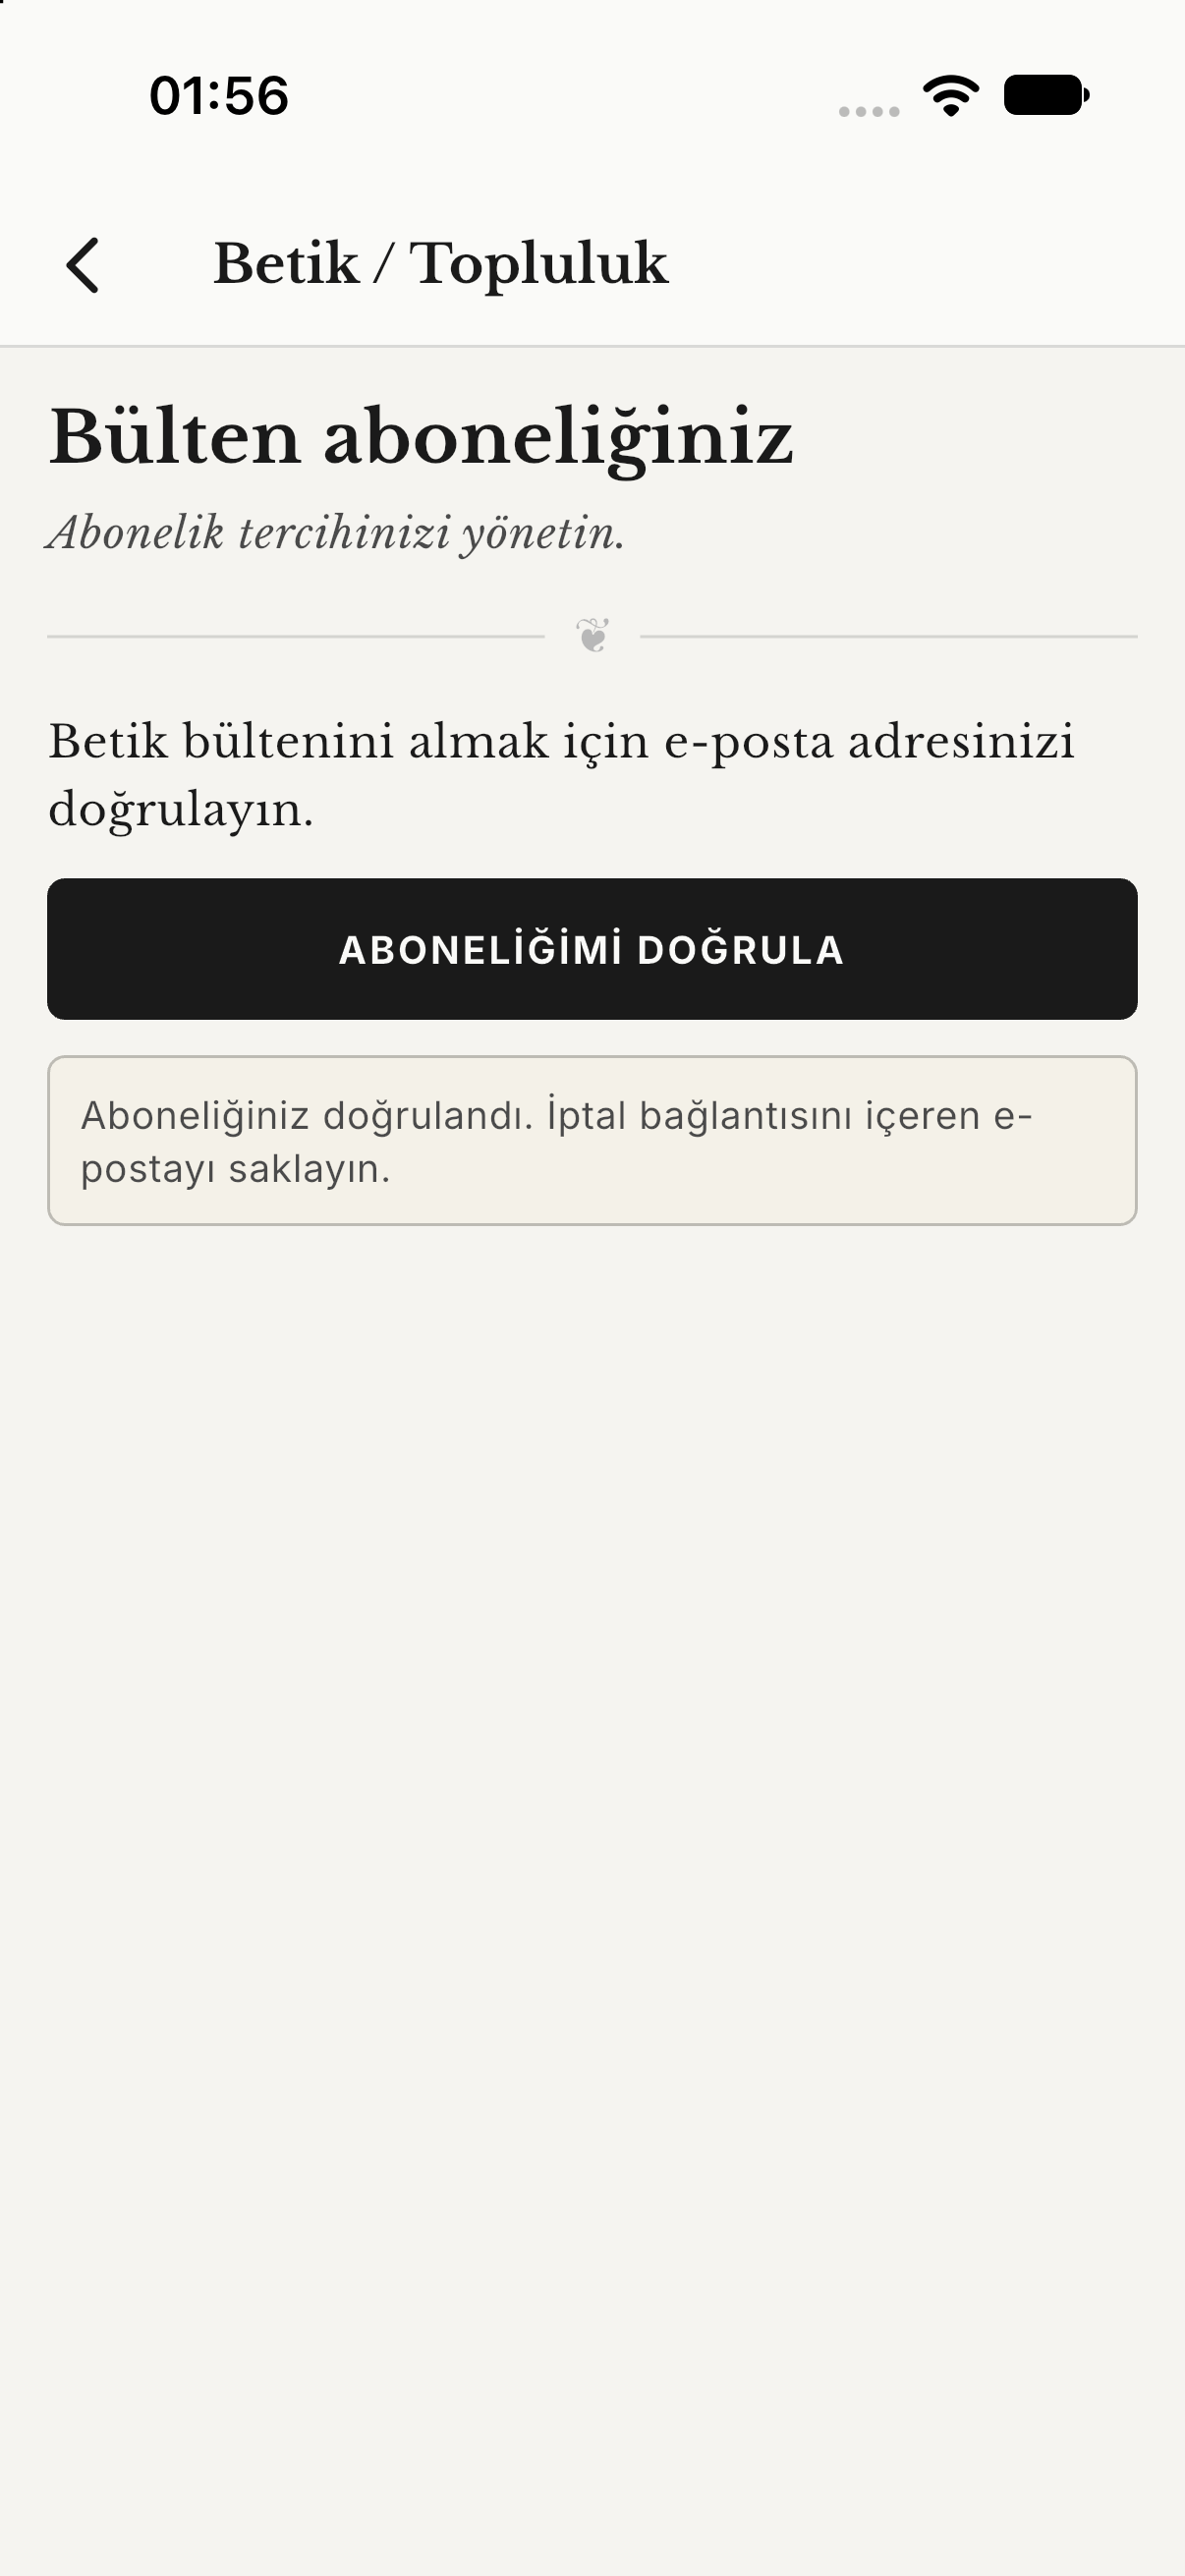 01:56
Betik / Topluluk
Bülten aboneliğiniz
Abonelik tercihinizi yönetin.
Betik bültenini almak için e-posta adresinizi
doğrulayın.
ABONELİĞİMİ DOĞRULA
Aboneliğiniz doğrulandı. İptal bağlantısını içeren e-
postayı saklayın.